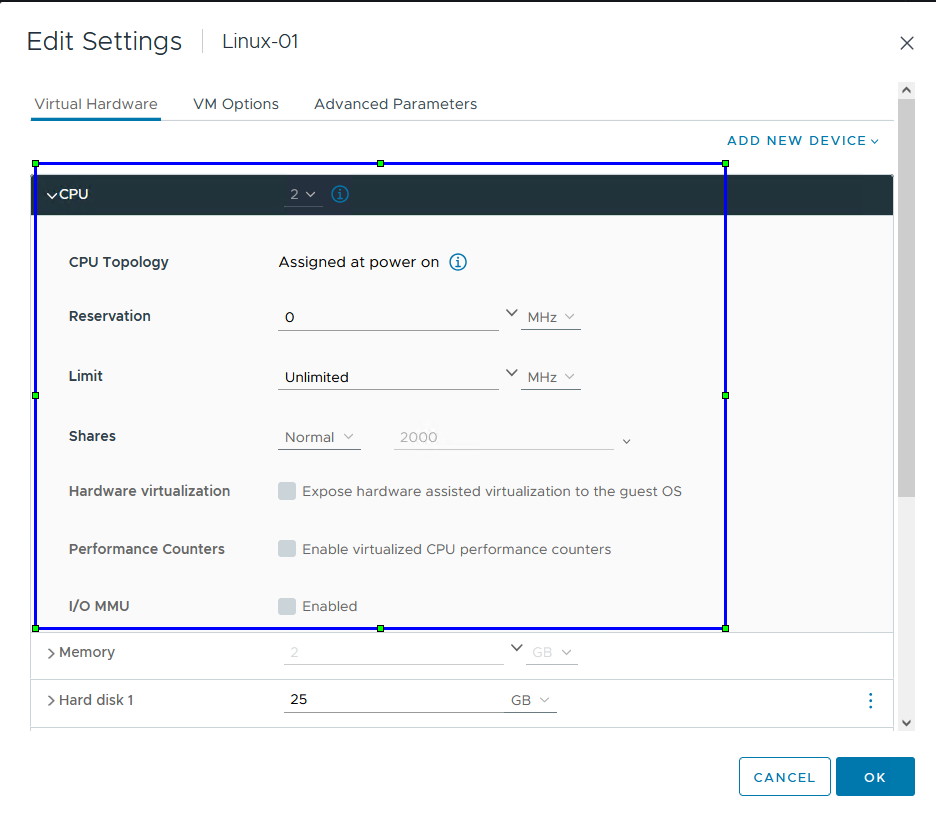 Edit Settings Linux-01
Virtual Hardware VM Options Advanced Parameters
ADD NEW DEVICE
CPU 2
CPU Topology Assigned at power on
Reservation 0 MHz
Limit Unlimited MHz
Shares Normal 2000
Hardware virtualization Expose hardware assisted virtualization to the guest OS
Performance Counters Enable virtualized CPU performance counters
I/O MMU Enabled
Memory 2 GB
Hard disk 1 25 GB
CANCEL OK